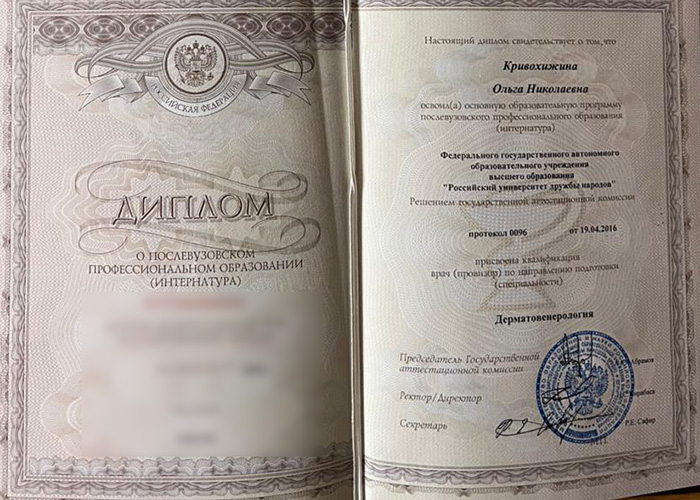 РОССИЙСКАЯ ФЕДЕРАЦИЯ
ДИПЛОМ
О ПОСЛЕВУЗОВСКОМ
ПРОФЕССИОНАЛЬНОМ ОБРАЗОВАНИИ
(ИНТЕРНАТУРА)
Настоящий диплом свидетельствует о том, что
Кривохижина
Ольга Николаевна
освоил(а) основную образовательную программу
послевузовского профессионального образования
(интернатура)
Федерального государственного автономного
образовательного учреждения
высшего образования
"Российский университет дружбы народов"
Решением государственной аттестационной комиссии
протокол 0096 от 19.04.2016
присвоена квалификация
врач (провизор) по направлению подготовки
(специальности)
Дерматовенерология
Председатель Государственной
аттестационной комиссии Абрамов
Ректор/Директор
Секретарь Р.Е. Сафир
М.П.